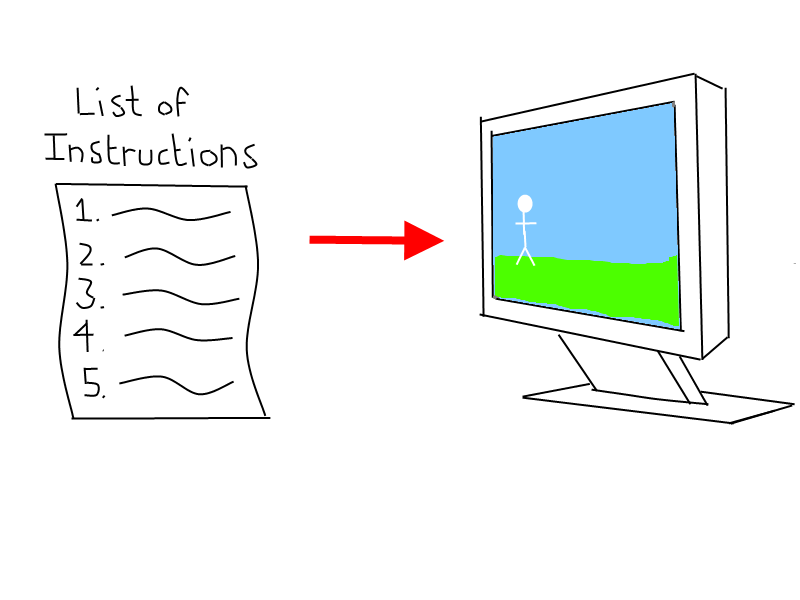 List of
Instructions
1.
2.
3.
4.
5.